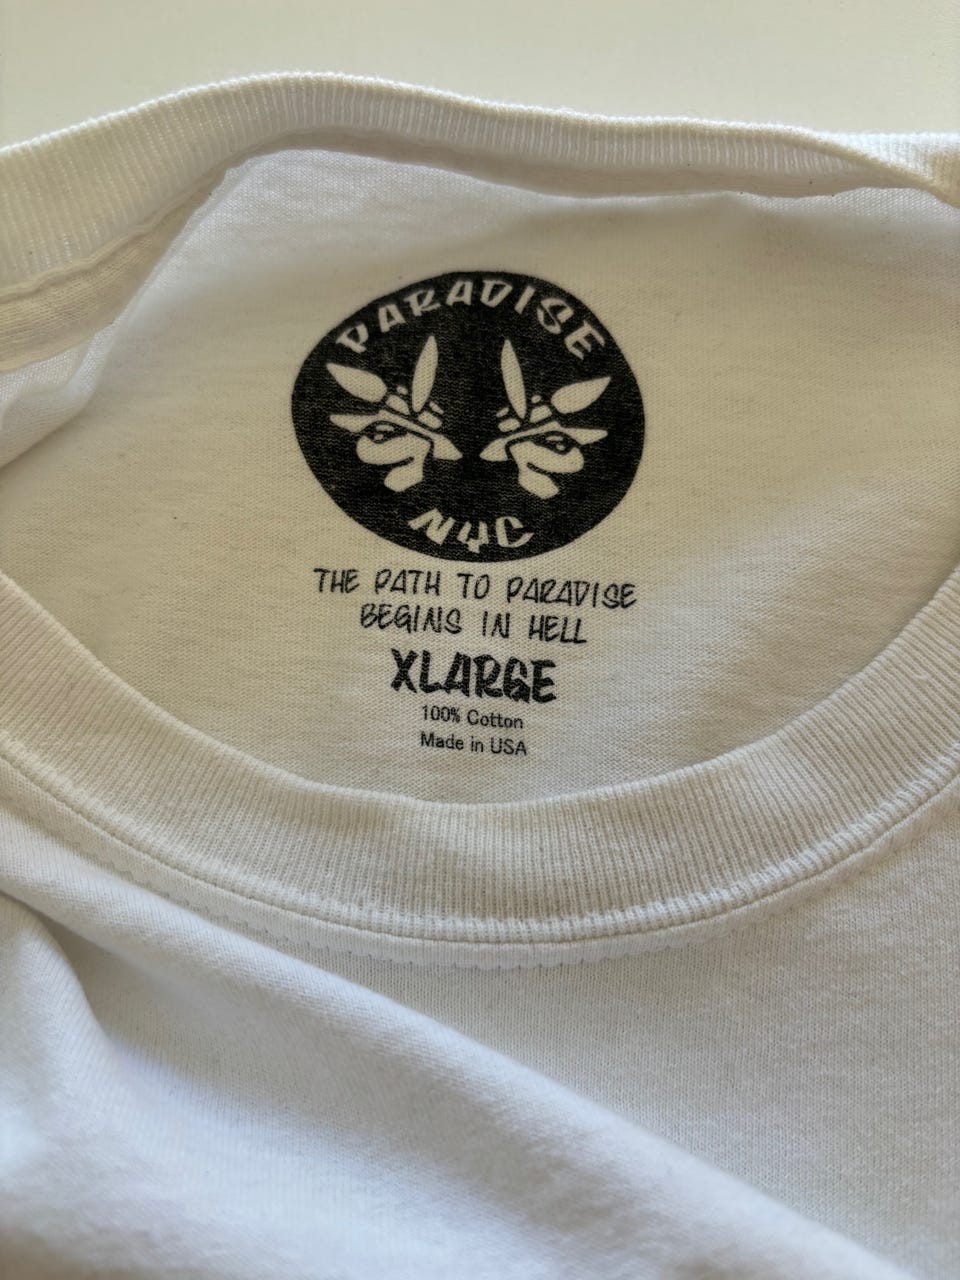 PARADISE
NYC
THE PATH TO PARADISE
BEGINS IN HELL
XLARGE
100% Cotton
Made in USA